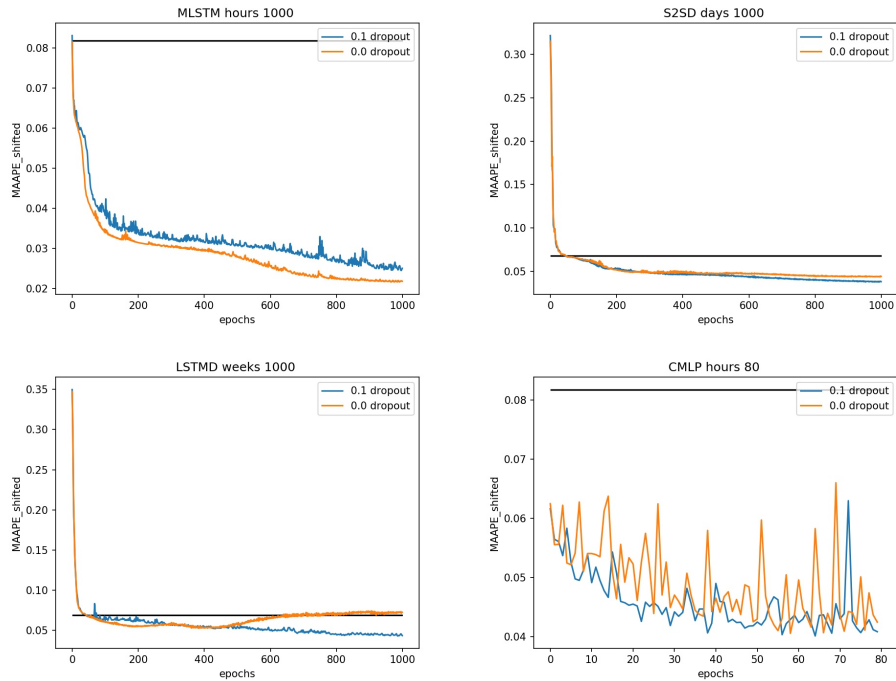 MLSTM hours 1000
0.1 dropout
0.0 dropout
MAAPE_shifted
0.08
0.07
0.06
0.05
0.04
0.03
0.02
0 200 400 600 800 1000
epochs
S2SD days 1000
0.1 dropout
0.0 dropout
MAAPE_shifted
0.30
0.25
0.20
0.15
0.10
0.05
0 200 400 600 800 1000
epochs
LSTMD weeks 1000
0.1 dropout
0.0 dropout
MAAPE_shifted
0.35
0.30
0.25
0.20
0.15
0.10
0.05
0 200 400 600 800 1000
epochs
CMLP hours 80
0.1 dropout
0.0 dropout
MAAPE_shifted
0.08
0.07
0.06
0.05
0.04
0 10 20 30 40 50 60 70 80
epochs